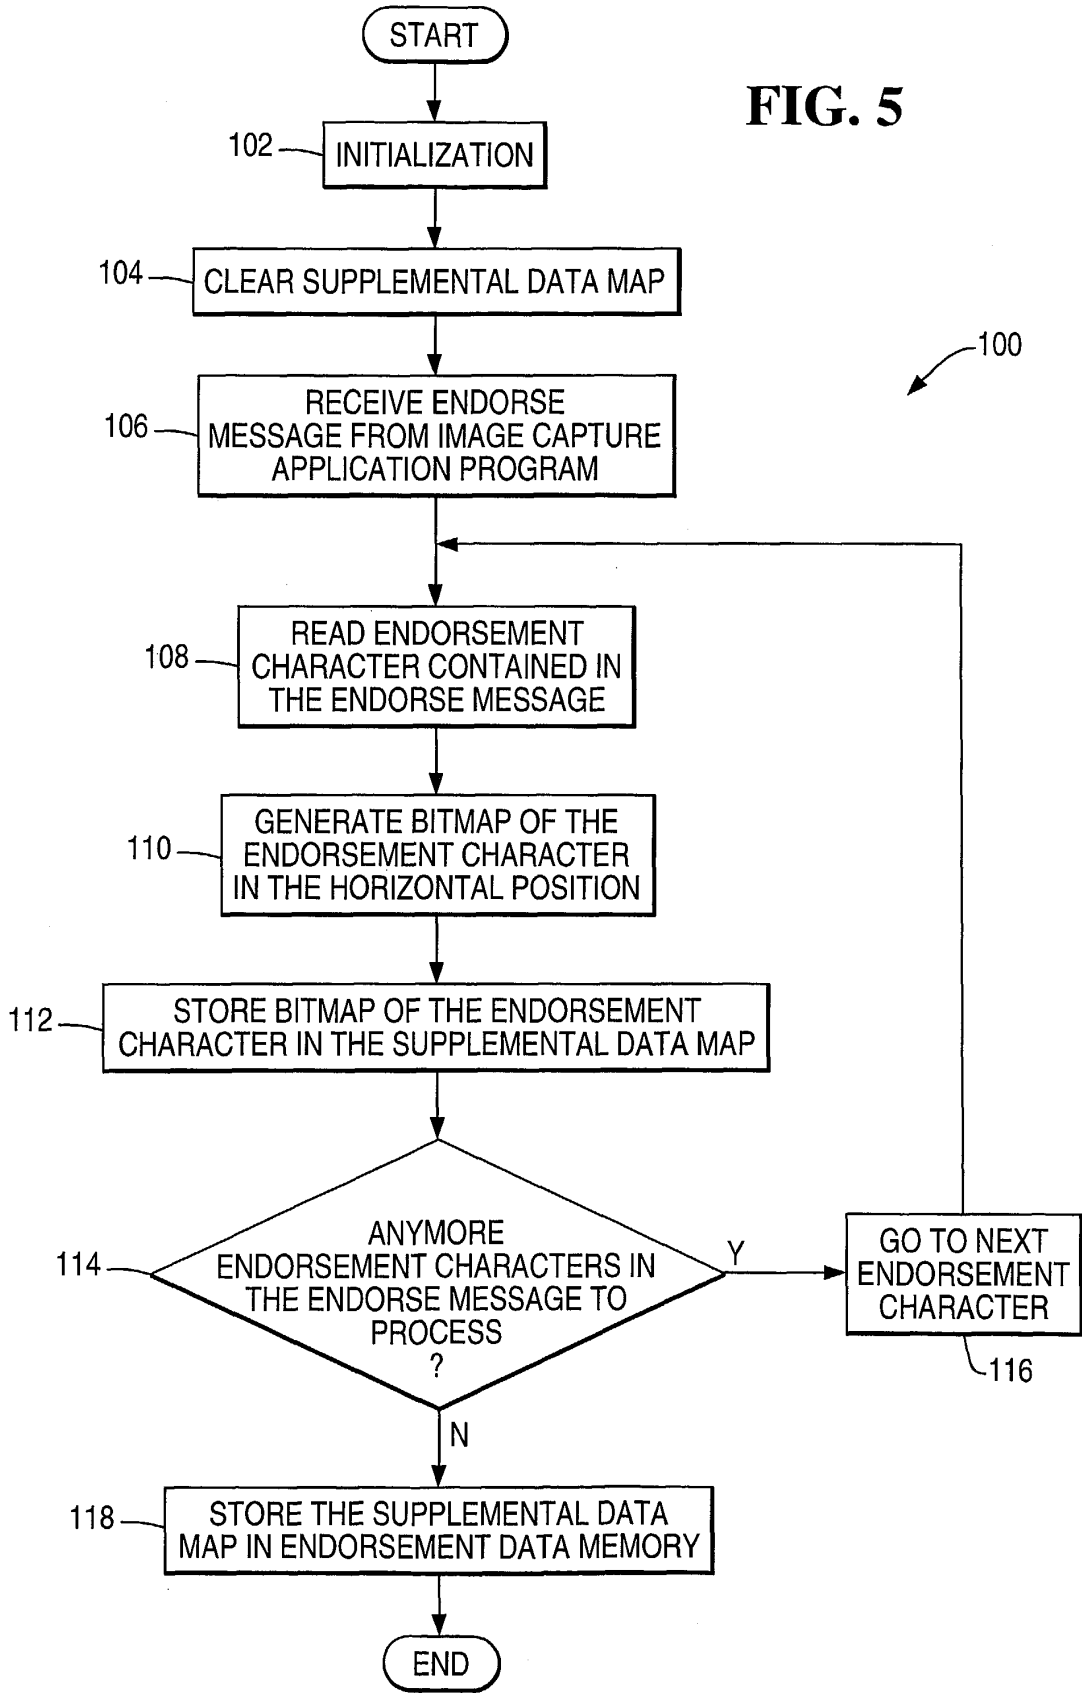 START
FIG. 5
102
INITIALIZATION
104
CLEAR SUPPLEMENTAL DATA MAP
100
RECEIVE ENDORSE
106
MESSAGE FROM IMAGE CAPTURE
APPLICATION PROGRAM
READ ENDORSEMENT
108
CHARACTER CONTAINED IN
THE ENDORSE MESSAGE
GENERATE BITMAP OF THE
110
ENDORSEMENT CHARACTER
IN THE HORIZONTAL POSITION
112
STORE BITMAP OF THE ENDORSEMENT
CHARACTER IN THE SUPPLEMENTAL DATA MAP
114
ANYMORE
ENDORSEMENT CHARACTERS IN
THE ENDORSE MESSAGE TO
PROCESS
?
Y
GO TO NEXT
ENDORSEMENT
CHARACTER
116
N
118
STORE THE SUPPLEMENTAL DATA
MAP IN ENDORSEMENT DATA MEMORY
END